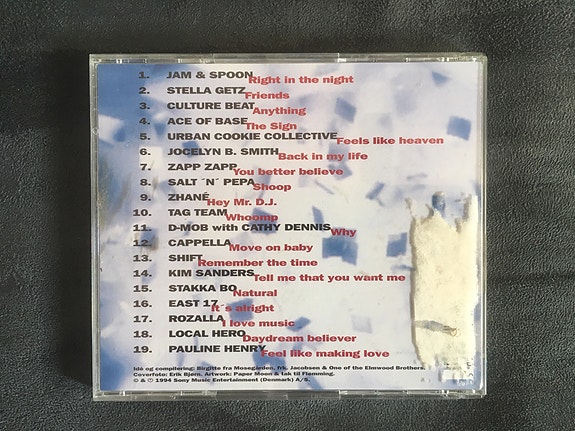 1. JAM & SPOON Right in the night
2. STELLA GETZ Friends
3. CULTURE BEAT Anything
4. ACE OF BASE The Sign
5. URBAN COOKIE COLLECTIVE Feels like heaven
6. JOCELYN B. SMITH Back in my life
7. ZAPP ZAPP You better believe
8. SALT ´N´ PEPA Shoop
9. ZHANÉ Hey Mr. D.J.
10. TAG TEAM Whoomp
11. D-MOB with CATHY DENNIS Why
12. CAPPELLA Move on baby
13. SHIFT Remember the time
14. KIM SANDERS Tell me that you want me
15. STAKKA BO Natural
16. EAST 17 It´s alright
17. ROZALLA I love music
18. LOCAL HERO Daydream believer
19. PAULINE HENRY Feel like making love
Idé og compilering: Birgitte fra Mosegården, frk. Jacobsen & One of the Elmwood Brothers.
Coverfoto: Erik Bjørn. Artwork: Paper Moon & tak til Flemming.
© & ℗ 1994 Sony Music Entertainment (Denmark) A/S.